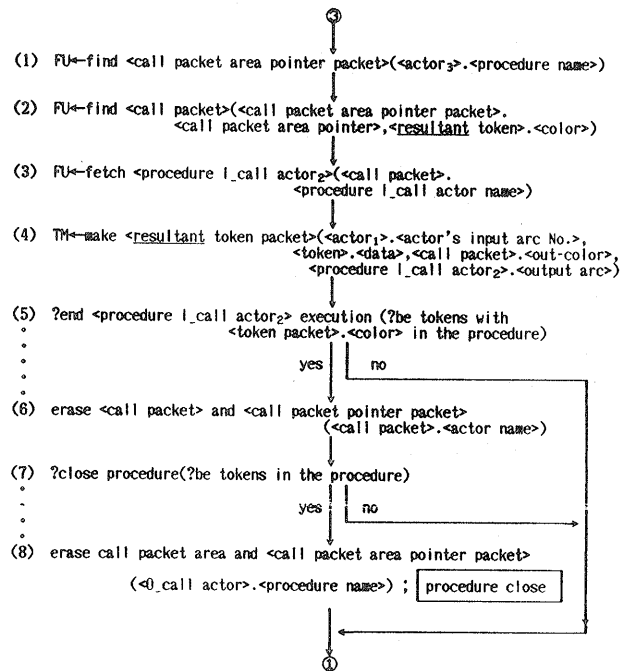 ③
(1) FU←find <call packet area pointer packet>(<actor₃>.<procedure name>)
(2) FU←find <call packet>(<call packet area pointer packet>.
<call packet area pointer>,<resultant token>.<color>)
(3) FU←fetch <procedure l_call actor₂>(<call packet>.
<procedure l_call actor name>)
(4) TM←make <resultant token packet>(<actor₁>.<actor's input arc No.>,
<token>.<data>,<call packet>.<out-color>,
<procedure l_call actor₂>.<output arc>)
(5) ?end <procedure l_call actor₂> execution (?be tokens with
<token packet>.<color> in the procedure)
yes no
(6) erase <call packet> and <call packet pointer packet>
(<call packet>.<actor name>)
(7) ?close procedure(?be tokens in the procedure)
yes no
(8) erase call packet area and <call packet area pointer packet>
(<0_call actor>.<procedure name>) ; procedure close
①